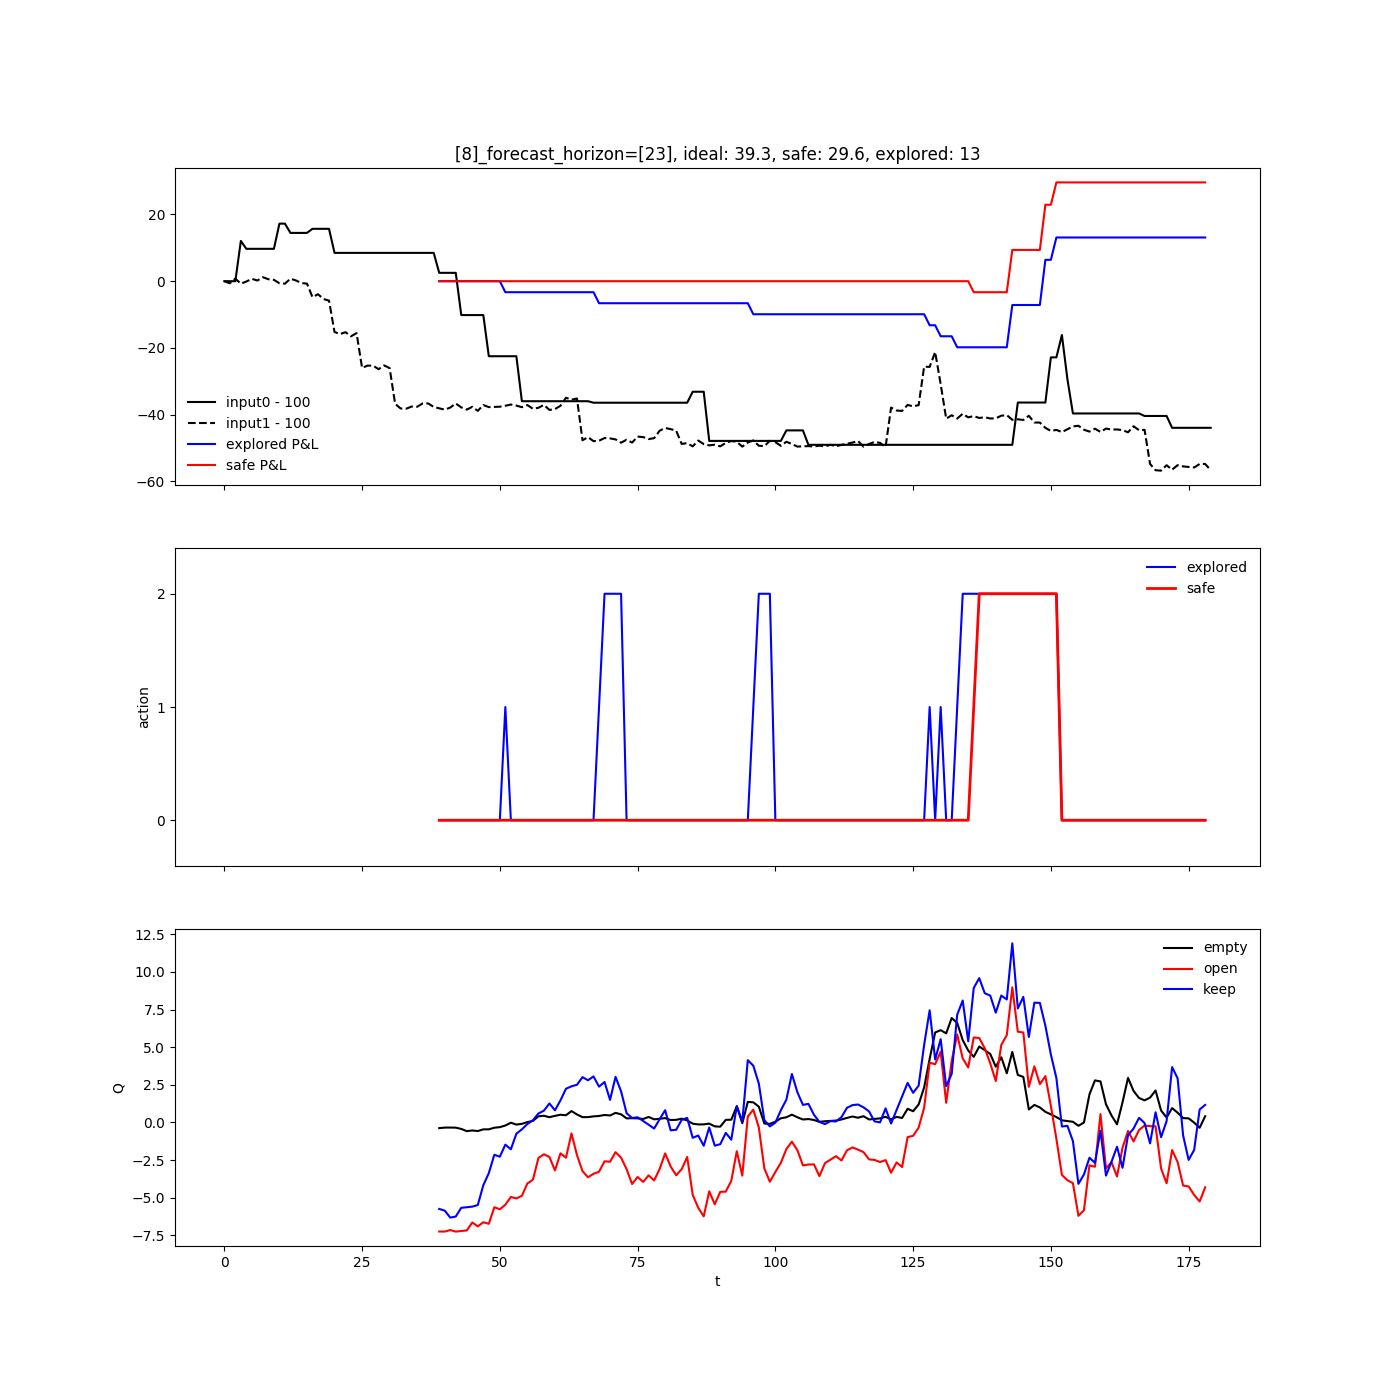 [8]_forecast_horizon=[23], ideal: 39.3, safe: 29.6, explored: 13
20
0
−20
−40
−60
input0 - 100
input1 - 100
explored P&L
safe P&L
2
1
0
action
explored
safe
12.5
10.0
7.5
5.0
2.5
0.0
−2.5
−5.0
−7.5
Q
empty
open
keep
0 25 50 75 100 125 150 175
t